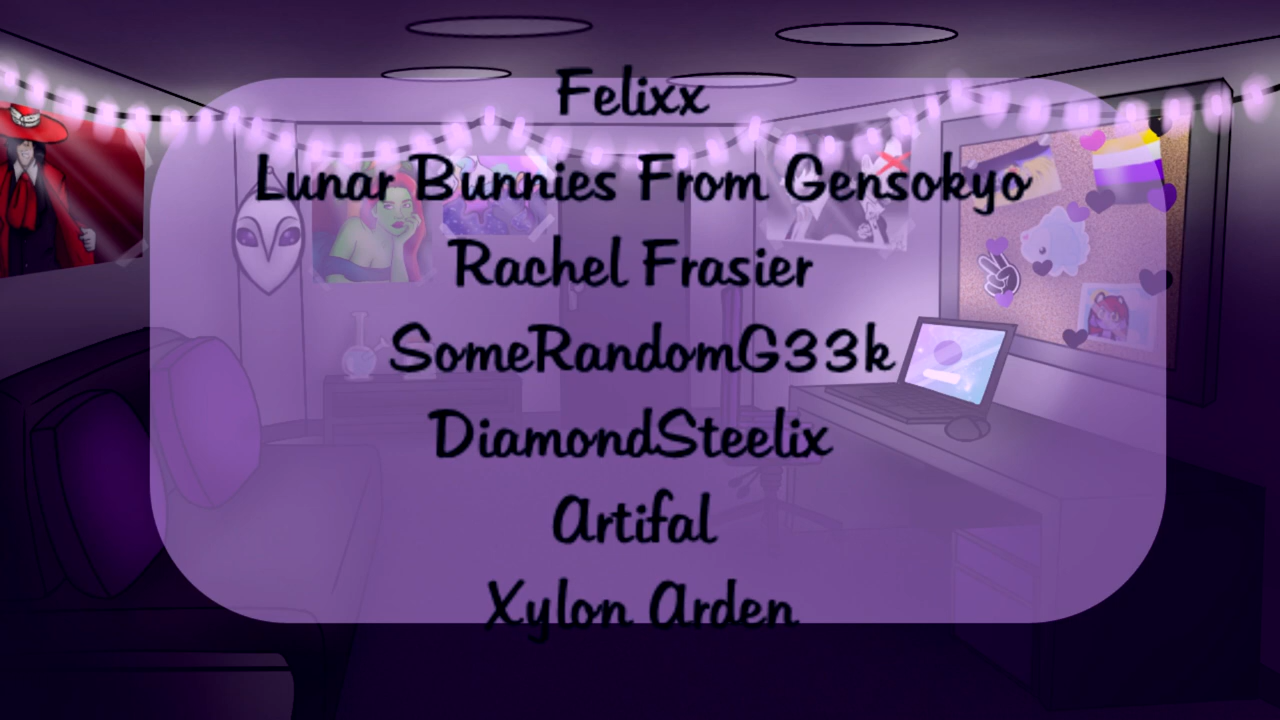 Felixx
Lunar Bunnies From Gensokyo
Rachel Frasier
SomeRandomG33k
DiamondSteelix
Artifal
Xylon Arden